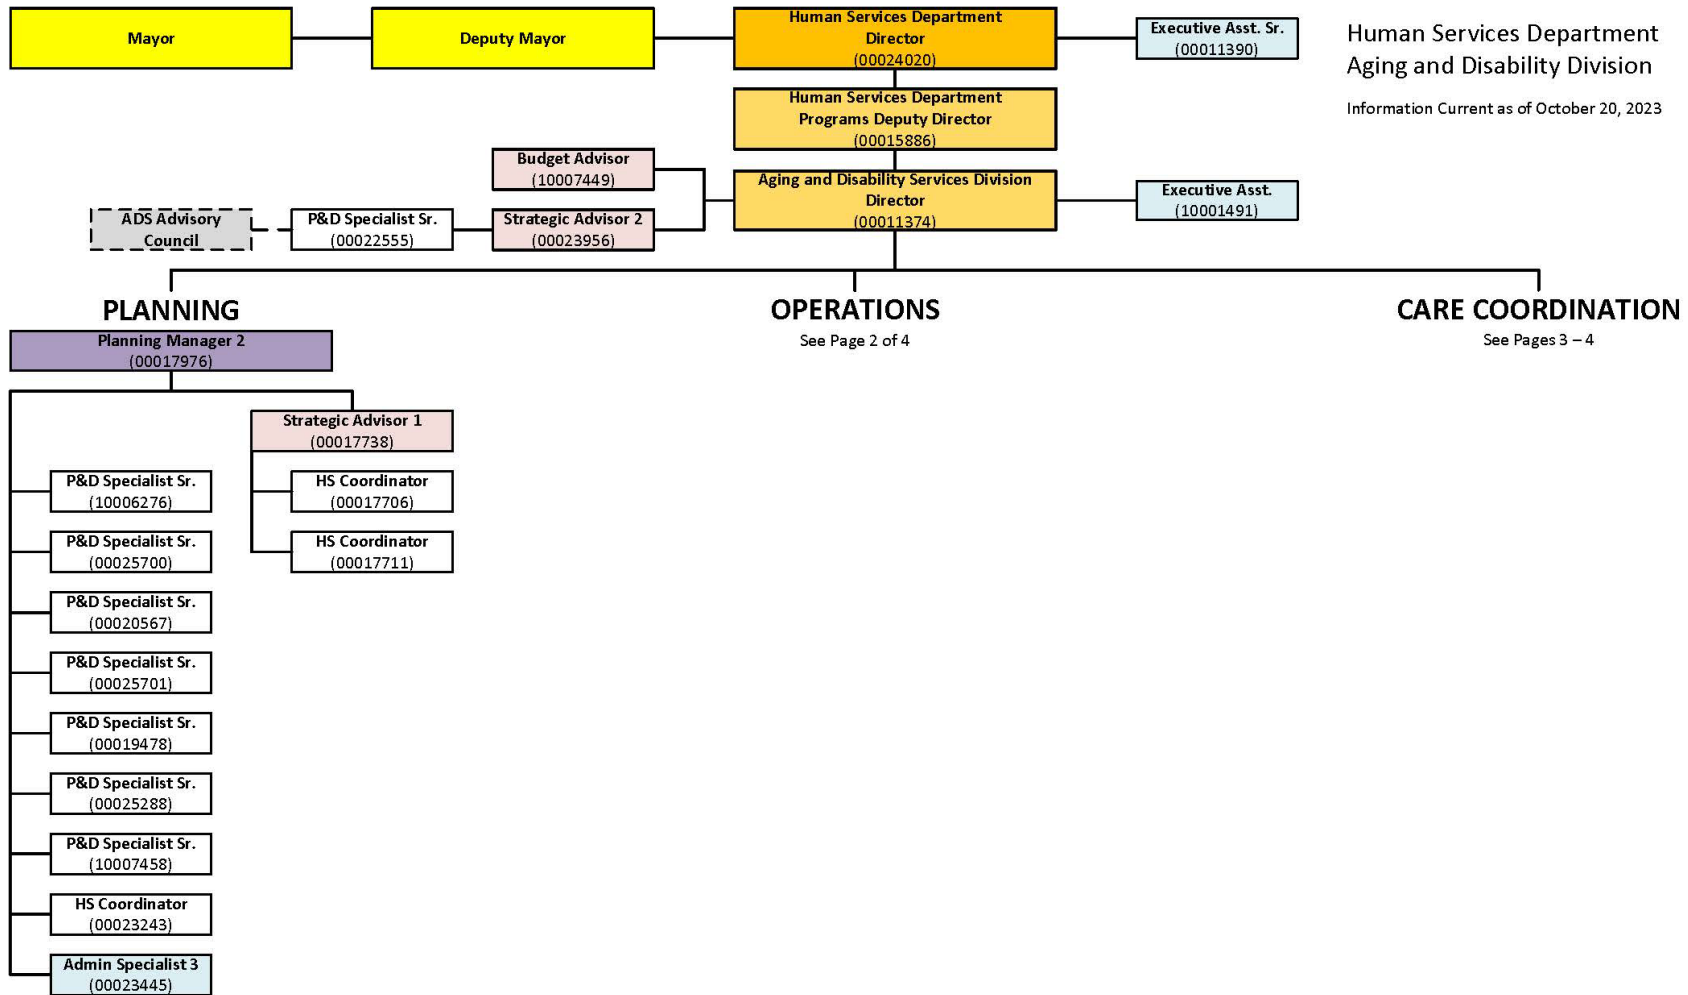 Mayor
Deputy Mayor
Human Services Department
Director
(00024020)
Executive Asst. Sr.
(00011390)
Human Services Department
Aging and Disability Division
Information Current as of October 20, 2023
Human Services Department
Programs Deputy Director
(00015886)
Budget Advisor
(10007449)
Aging and Disability Services Division
Director
(00011374)
Executive Asst.
(10001491)
ADS Advisory
Council
P&D Specialist Sr.
(00022555)
Strategic Advisor 2
(00023956)
PLANNING
OPERATIONS
See Page 2 of 4
CARE COORDINATION
See Pages 3 – 4
Planning Manager 2
(00017976)
Strategic Advisor 1
(00017738)
P&D Specialist Sr.
(10006276)
HS Coordinator
(00017706)
P&D Specialist Sr.
(00025700)
HS Coordinator
(00017711)
P&D Specialist Sr.
(00020567)
P&D Specialist Sr.
(00025701)
P&D Specialist Sr.
(00019478)
P&D Specialist Sr.
(00025288)
P&D Specialist Sr.
(10007458)
HS Coordinator
(00023243)
Admin Specialist 3
(00023445)